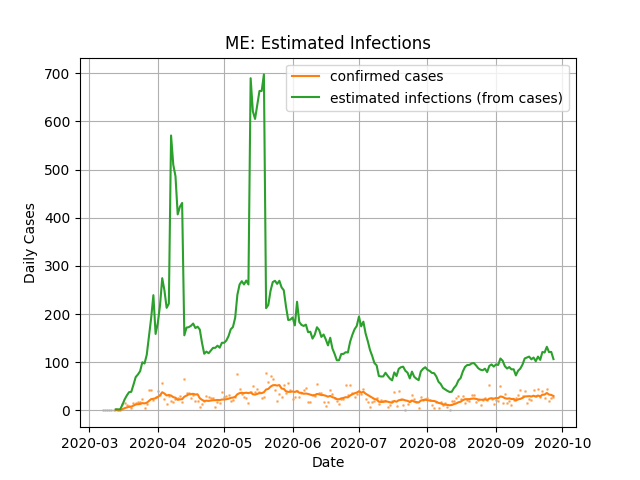 ME: Estimated Infections
confirmed cases
estimated infections (from cases)
Daily Cases
700
600
500
400
300
200
100
0
2020-03 2020-04 2020-05 2020-06 2020-07 2020-08 2020-09 2020-10
Date